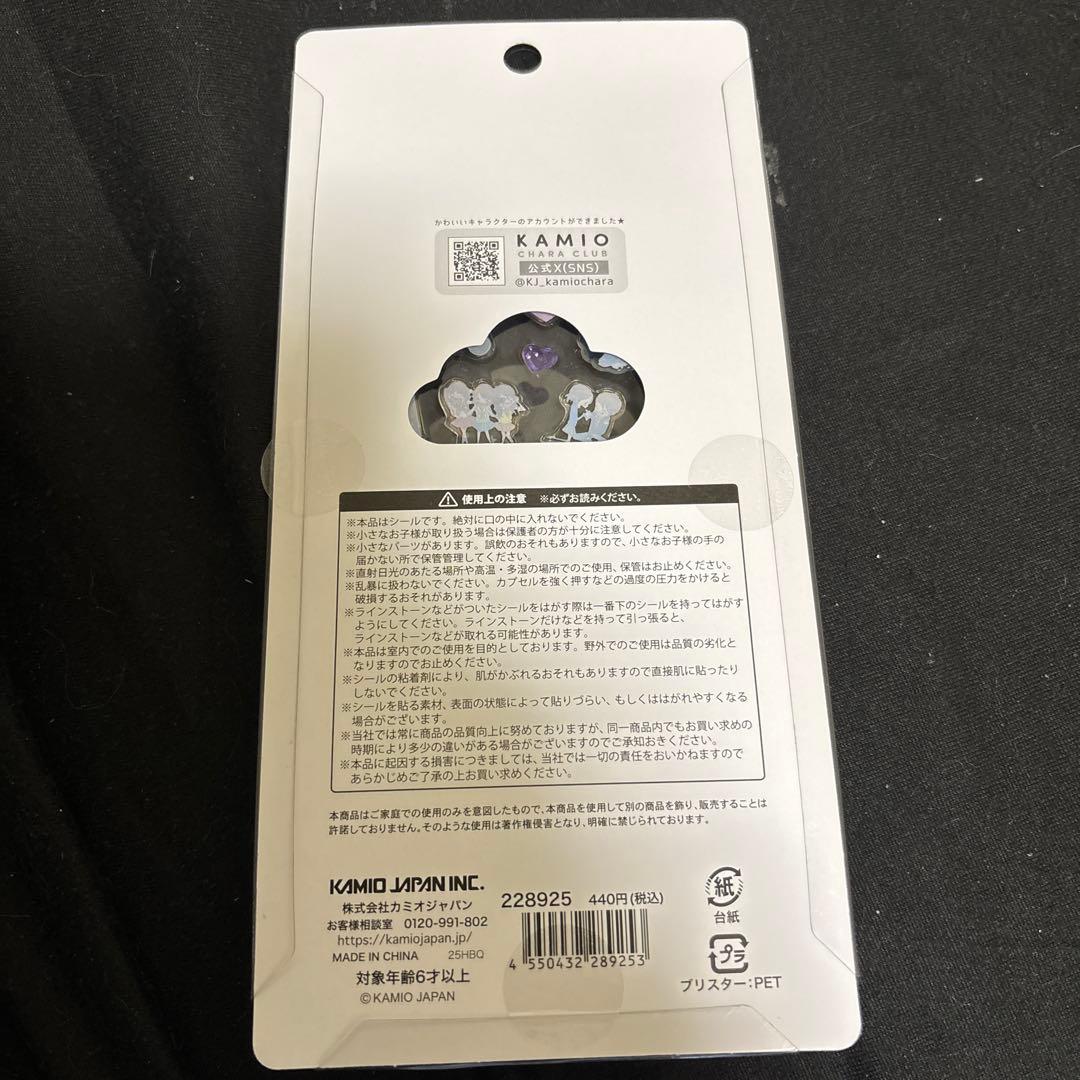 かわいいキャラクターのアカウントができました★
KAMIO
CHARA CLUB
公式X(SNS)
@KJ_kamiochara
使用上の注意 ※必ずお読みください。
※本品はシールです。絶対に口の中に入れないでください。
※小さなお子様が取り扱う場合は保護者の方が十分に注意してください。
※小さなパーツがあります。誤飲のおそれもありますので、小さなお子様の手の
届かない所で保管管理してください。
※直射日光のあたる場所や高温・多湿の場所でのご使用、保管はお止めください。
※乱暴に扱わないでください。カプセルを強く押すなどの過度の圧力をかけると
破損するおそれがあります。
※ラインストーンなどがついたシールをはがす際は一番下のシールを持ってはがす
ようにしてください。ラインストーンだけなどを持って引っ張ると、
ラインストーンなどが取れる可能性があります。
※本品は室内でのご使用を目的としております。野外でのご使用は品質の劣化と
なりますのでお止めください。
※シールの粘着剤により、肌がかぶれるおそれもありますので直接肌に貼ったり
しないでください。
※シールを貼る素材、表面の状態によって貼りづらい、もしくははがれやすくなる
場合がございます。
※当社では常に商品の品質向上に努めておりますが、同一商品内でもお買い求めの
時期により多少の違いがある場合がございますのでご承知おきください。
※本品に起因する損害につきましては、当社では一切の責任をおいかねますので
あらかじめご了承の上お買い求めください。
本商品はご家庭での使用のみを意図したもので、本商品を使用して別の商品を飾り、販売することは
許諾しておりません。そのような使用は著作権侵害となり、明確に禁じられております。
KAMIO JAPAN INC.
株式会社カミオジャパン
お客様相談室 0120-991-802
https://kamiojapan.jp/
MADE IN CHINA 25HBQ
対象年齢6才以上
©KAMIO JAPAN
228925 440円(税込)
4 550432 289253
紙
台紙
プラ
ブリスター:PET